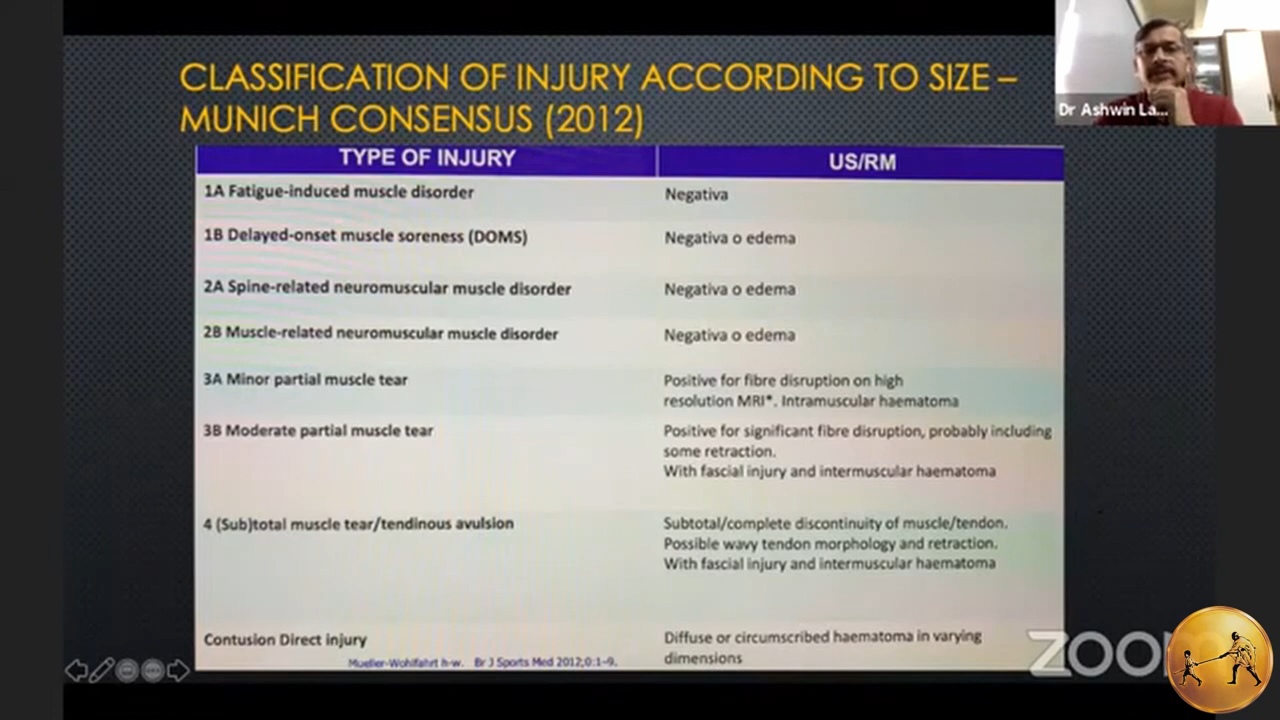 CLASSIFICATION OF INJURY ACCORDING TO SIZE –
MUNICH CONSENSUS (2012)
Dr Ashwin La...
TYPE OF INJURY
US/RM
1A Fatigue-induced muscle disorder
Negativa
1B Delayed-onset muscle soreness (DOMS)
Negativa o edema
2A Spine-related neuromuscular muscle disorder
Negativa o edema
2B Muscle-related neuromuscular muscle disorder
Negativa o edema
3A Minor partial muscle tear
Positive for fibre disruption on high
resolution MRI*. Intramuscular haematoma
3B Moderate partial muscle tear
Positive for significant fibre disruption, probably including
some retraction.
With fascial injury and intermuscular haematoma
4 (Sub)total muscle tear/tendinous avulsion
Subtotal/complete discontinuity of muscle/tendon.
Possible wavy tendon morphology and retraction.
With fascial injury and intermuscular haematoma
Contusion Direct injury
Diffuse or circumscribed haematoma in varying
dimensions
Mueller-Wohlfahrt h-w. Br J Sports Med 2012;0:1–9.